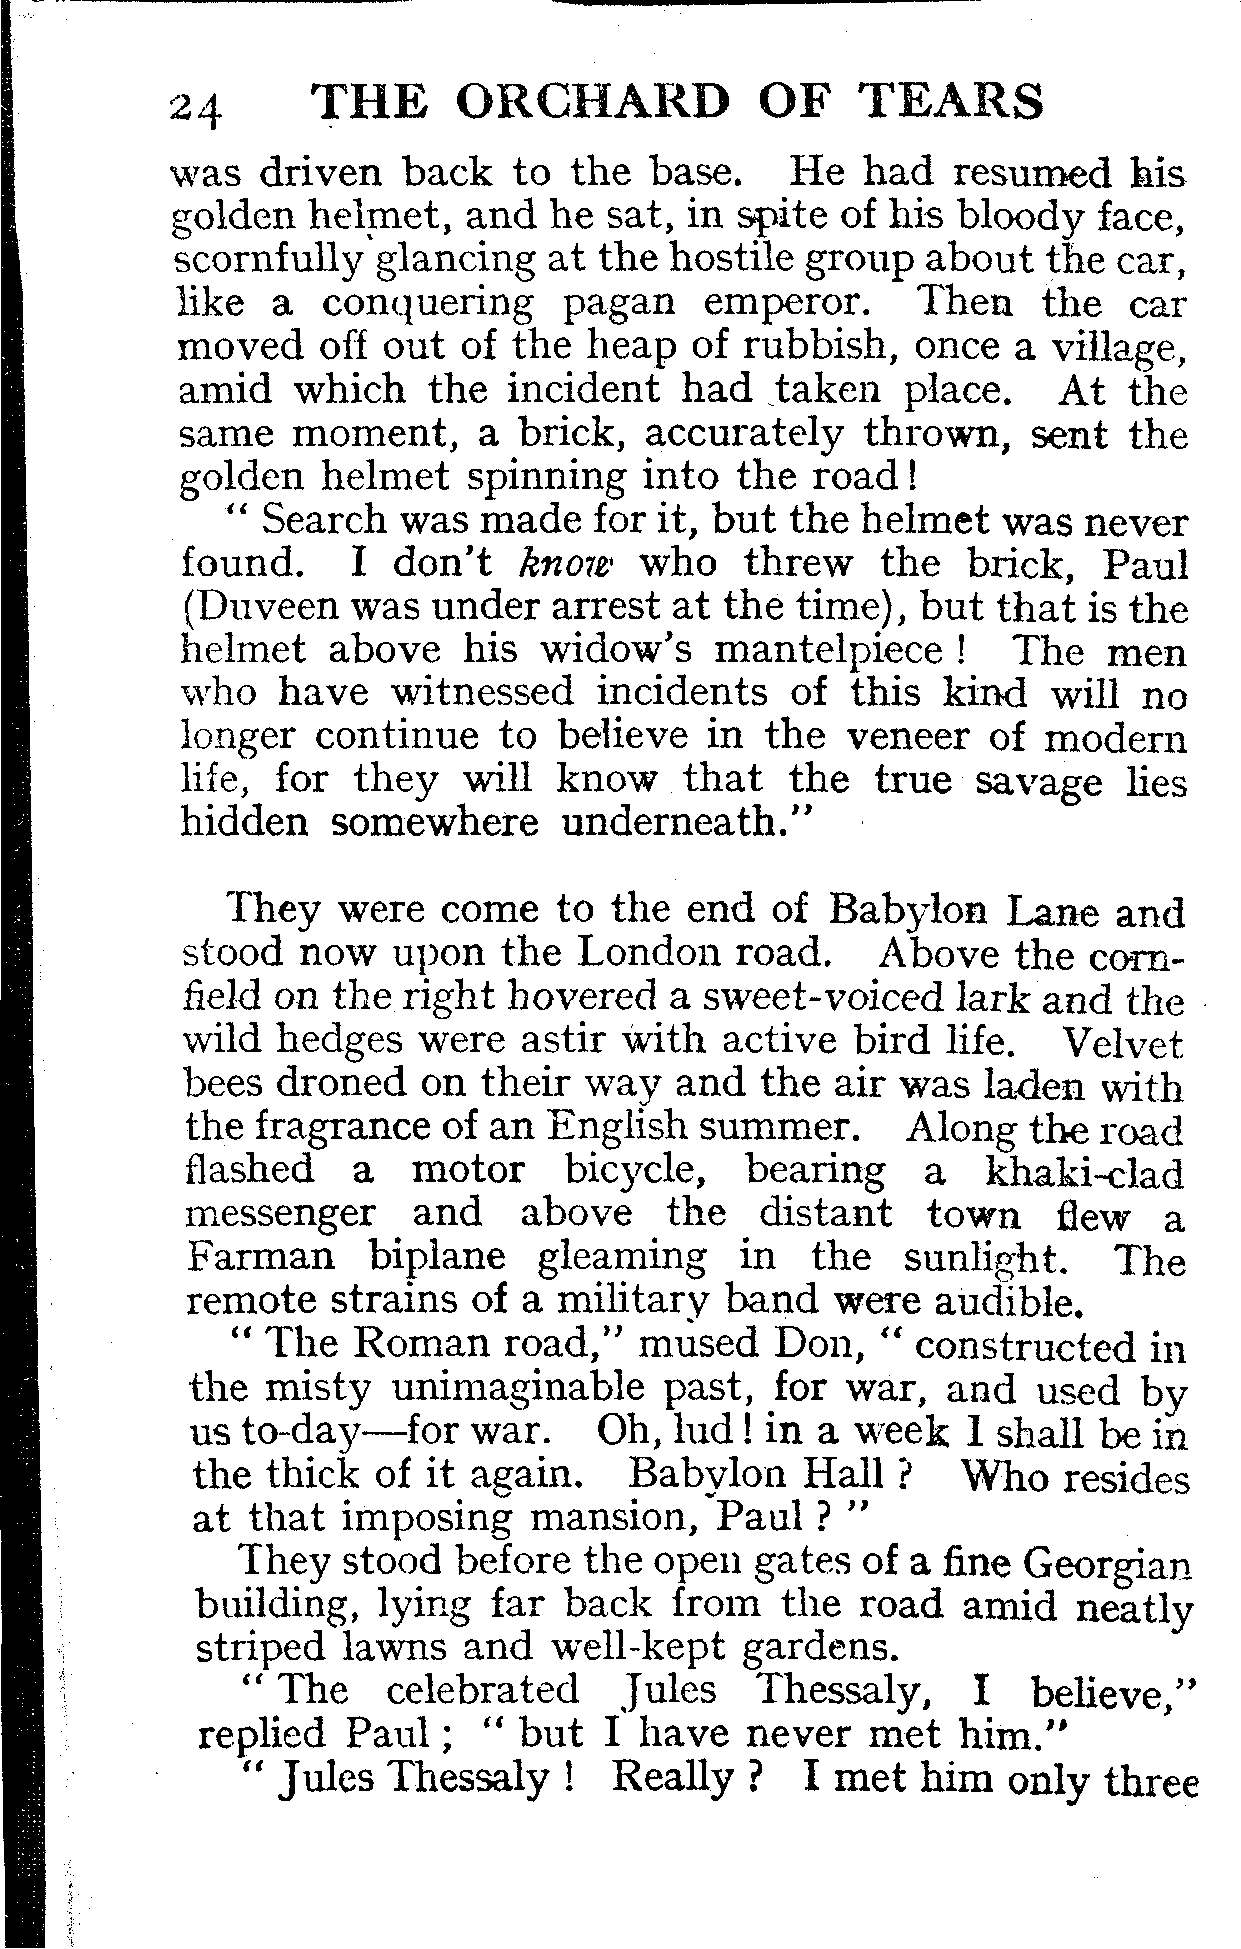 24 THE ORCHARD OF TEARS
was driven back to the base. He had resumed his
golden helmet, and he sat, in spite of his bloody face,
scornfully glancing at the hostile group about the car,
like a conquering pagan emperor. Then the car
moved off out of the heap of rubbish, once a village,
amid which the incident had taken place. At the
same moment, a brick, accurately thrown, sent the
golden helmet spinning into the road!
" Search was made for it, but the helmet was never
found. I don't know who threw the brick, Paul
(Duveen was under arrest at the time), but that is the
helmet above his widow's mantelpiece ! The men
who have witnessed incidents of this kind will no
longer continue to believe in the veneer of modern
life, for they will know that the true savage lies
hidden somewhere underneath."
They were come to the end of Babylon Lane and
stood now upon the London road. Above the corn-
field on the right hovered a sweet-voiced lark and the
wild hedges were astir with active bird life. Velvet
bees droned on their way and the air was laden with
the fragrance of an English summer. Along the road
flashed a motor bicycle, bearing a khaki-clad
messenger and above the distant town flew a
Farman biplane gleaming in the sunlight. The
remote strains of a military band were audible.
" The Roman road," mused Don, " constructed in
the misty unimaginable past, for war, and used by
us to-day—for war. Oh, lud! in a week I shall be in
the thick of it again. Babylon Hall ? Who resides
at that imposing mansion, Paul ? "
They stood before the open gates of a fine Georgian
building, lying far back from the road amid neatly
striped lawns and well-kept gardens.
" The celebrated Jules Thessaly, I believe,"
replied Paul ; " but I have never met him."
" Jules Thessaly ! Really ? I met him only three